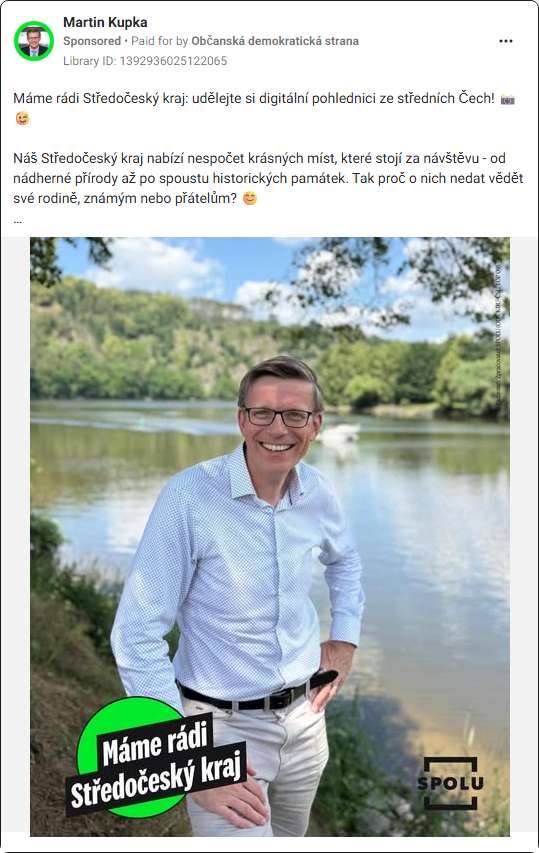 Martin Kupka
Sponsored • Paid for by Občanská demokratická strana
Library ID: 1392936025122065
Máme rádi Středočeský kraj: udělejte si digitální pohlednici ze středních Čech! 📷
😉
Náš Středočeský kraj nabízí nespočet krásných míst, které stojí za návštěvu - od
nádherné přírody až po spoustu historických památek. Tak proč o nich nedat vědět
své rodině, známým nebo přátelům? 😊
...
Máme rádi
Středočeský kraj
SPOLU